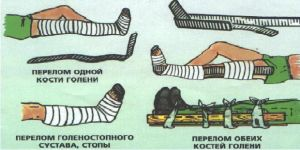 ПЕРЕЛОМ ОДНОЙ
КОСТИ ГОЛЕНИ
ПЕРЕЛОМ ГОЛЕНОСТОПНОГО
СУСТАВА, СТОПЫ
ПЕРЕЛОМ ОБЕИХ
КОСТЕЙ ГОЛЕНИ